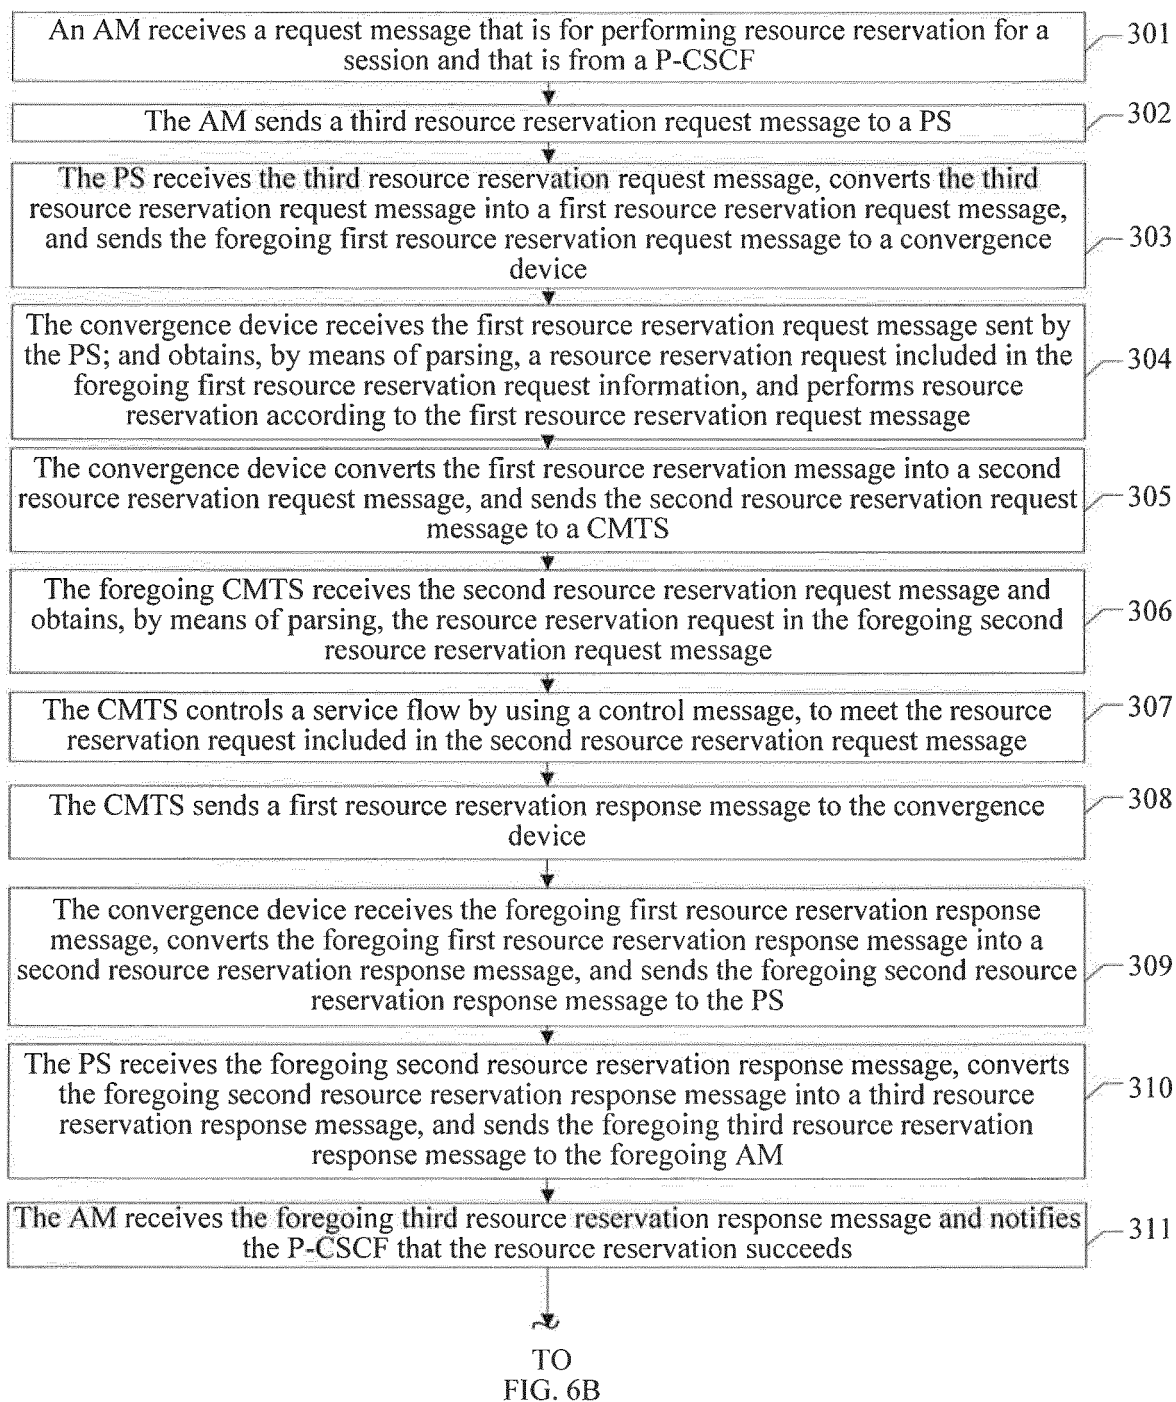 An AM receives a request message that is for performing resource reservation for a
session and that is from a P-CSCF
301
The AM sends a third resource reservation request message to a PS
302
The PS receives the third resource reservation request message, converts the third
resource reservation request message into a first resource reservation request message,
and sends the foregoing first resource reservation request message to a convergence
device
303
The convergence device receives the first resource reservation request message sent by
the PS; and obtains, by means of parsing, a resource reservation request included in the
foregoing first resource reservation request information, and performs resource
reservation according to the first resource reservation request message
304
The convergence device converts the first resource reservation message into a second
resource reservation request message, and sends the second resource reservation request
message to a CMTS
305
The foregoing CMTS receives the second resource reservation request message and
obtains, by means of parsing, the resource reservation request in the foregoing second
resource reservation request message
306
The CMTS controls a service flow by using a control message, to meet the resource
reservation request included in the second resource reservation request message
307
The CMTS sends a first resource reservation response message to the convergence
device
308
The convergence device receives the foregoing first resource reservation response
message, converts the foregoing first resource reservation response message into a
second resource reservation response message, and sends the foregoing second resource
reservation response message to the PS
309
The PS receives the foregoing second resource reservation response message, converts
the foregoing second resource reservation response message into a third resource
reservation response message, and sends the foregoing third resource reservation
response message to the foregoing AM
310
The AM receives the foregoing third resource reservation response message and notifies
the P-CSCF that the resource reservation succeeds
311
TO
FIG. 6B